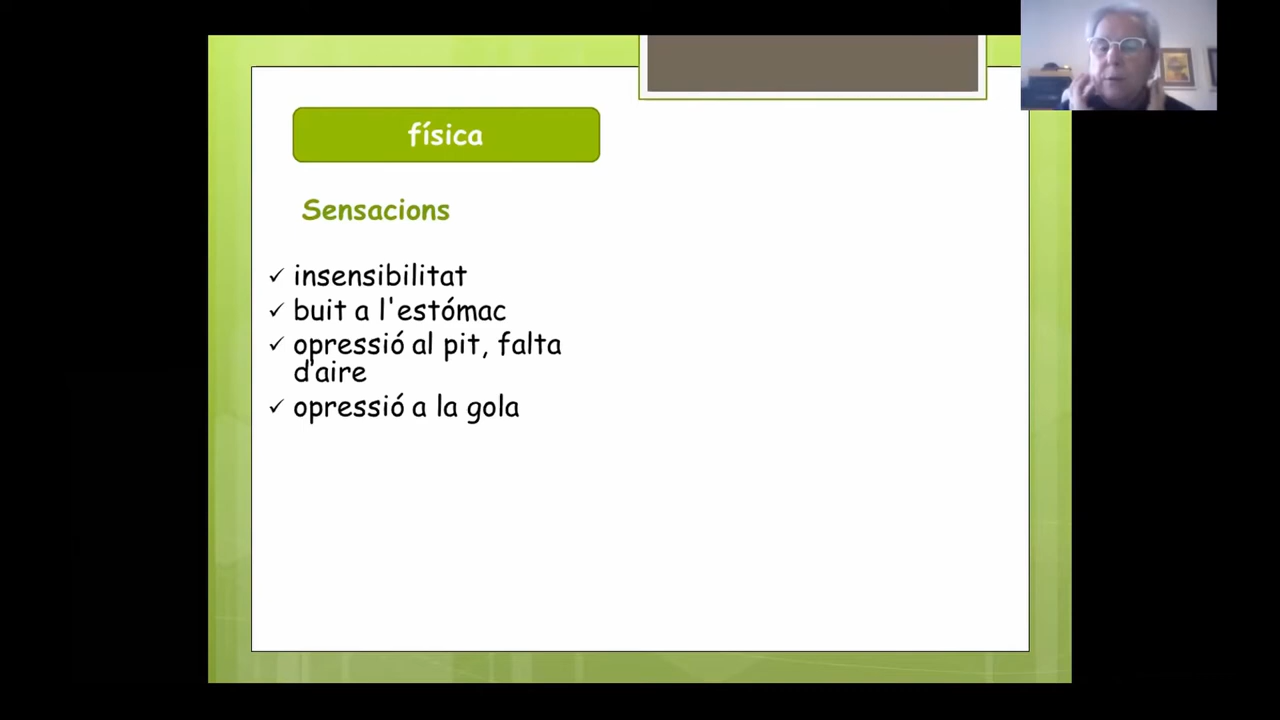 física
Sensacions
✓ insensibilitat
✓ buit a l'estómac
✓ opressió al pit, falta
d'aire
✓ opressió a la gola